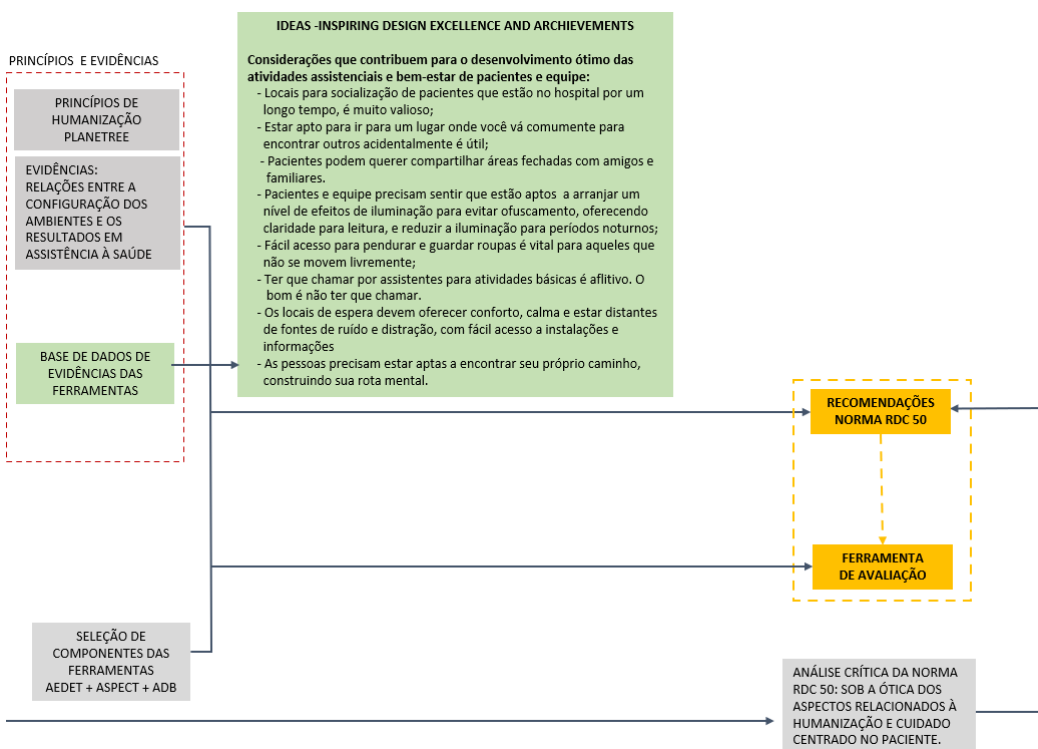 IDEAS -INSPIRING DESIGN EXCELLENCE AND ARCHIEVEMENTS
Considerações que contribuem para o desenvolvimento ótimo das
atividades assistenciais e bem-estar de pacientes e equipe:
- Locais para socialização de pacientes que estão no hospital por um
longo tempo, é muito valioso;
- Estar apto para ir para um lugar onde você vá comumente para
encontrar outros acidentalmente é útil;
- Pacientes podem querer compartilhar áreas fechadas com amigos e
familiares.
- Pacientes e equipe precisam sentir que estão aptos a arranjar um
nível de efeitos de iluminação para evitar ofuscamento, oferecendo
claridade para leitura, e reduzir a iluminação para períodos noturnos;
- Fácil acesso para pendurar e guardar roupas é vital para aqueles que
não se movem livremente;
- Ter que chamar por assistentes para atividades básicas é aflitivo. O
bom é não ter que chamar.
- Os locais de espera devem oferecer conforto, calma e estar distantes
de fontes de ruído e distração, com fácil acesso a instalações e
informações
- As pessoas precisam estar aptas a encontrar seu próprio caminho,
construindo sua rota mental.
PRINCÍPIOS E EVIDÊNCIAS
PRINCÍPIOS DE
HUMANIZAÇÃO
PLANETREE
EVIDÊNCIAS:
RELAÇÕES ENTRE A
CONFIGURAÇÃO DOS
AMBIENTES E OS
RESULTADOS EM
ASSISTÊNCIA À SAÚDE
BASE DE DADOS DE
EVIDÊNCIAS DAS
FERRAMENTAS
RECOMENDAÇÕES
NORMA RDC 50
FERRAMENTA
DE AVALIAÇÃO
SELEÇÃO DE
COMPONENTES DAS
FERRAMENTAS
AEDET + ASPECT + ADB
ANÁLISE CRÍTICA DA NORMA
RDC 50: SOB A ÓTICA DOS
ASPECTOS RELACIONADOS À
HUMANIZAÇÃO E CUIDADO
CENTRADO NO PACIENTE.